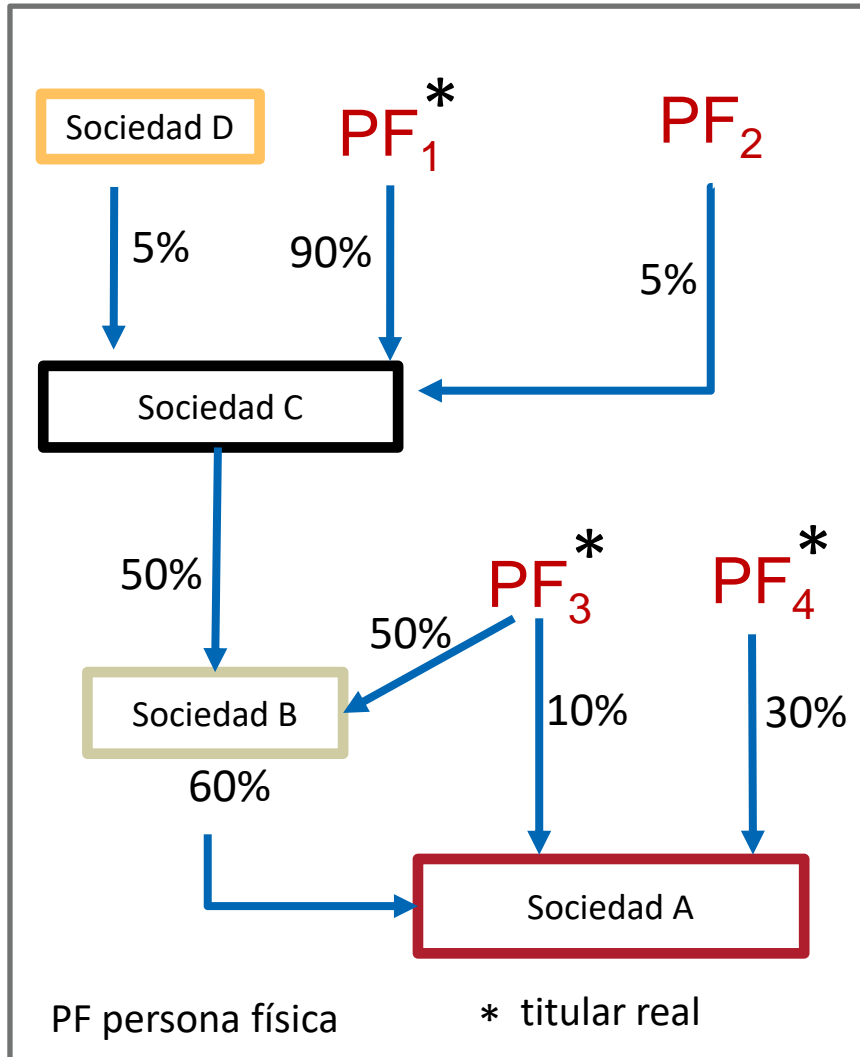 Sociedad D
PF1*
PF2
5%
90%
5%
Sociedad C
50%
PF3*
PF4*
50%
Sociedad B
10%
30%
60%
Sociedad A
PF persona física
* titular real